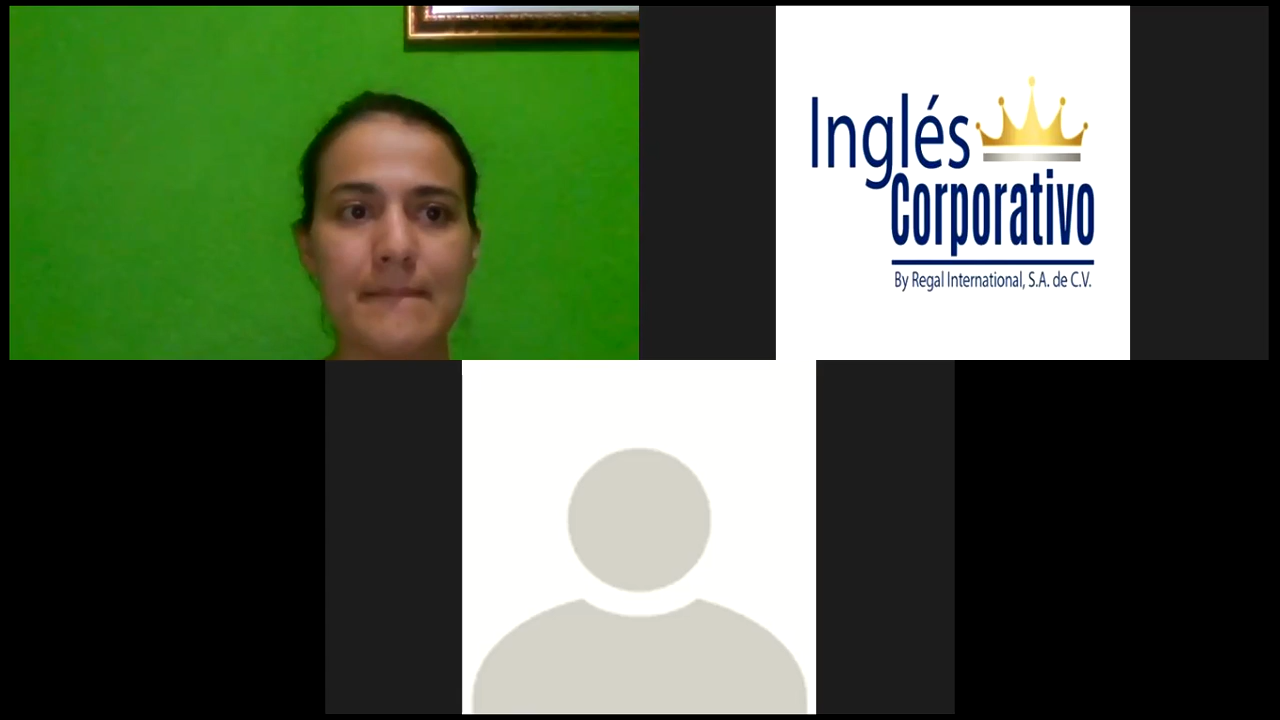 Inglés
Corporativo
By Regal International, S.A. de C.V.